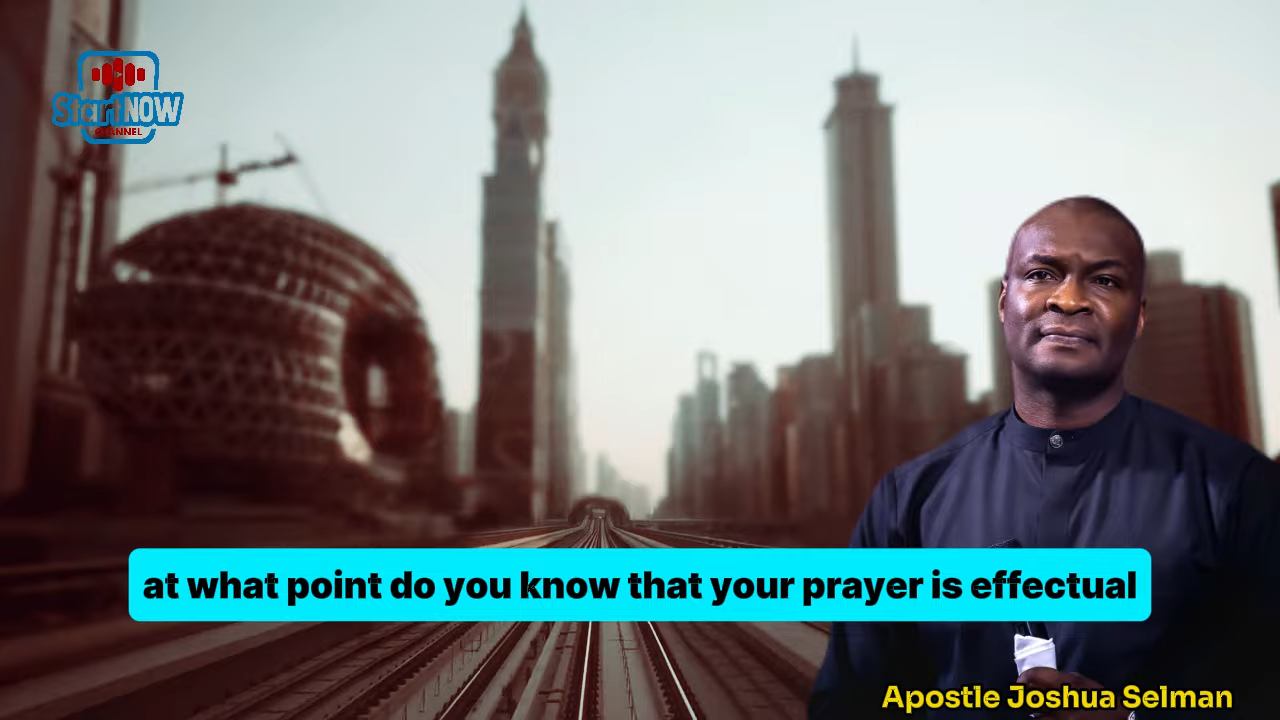 StartNOW
CHANNEL
at what point do you know that your prayer is effectual
Apostle Joshua Selman